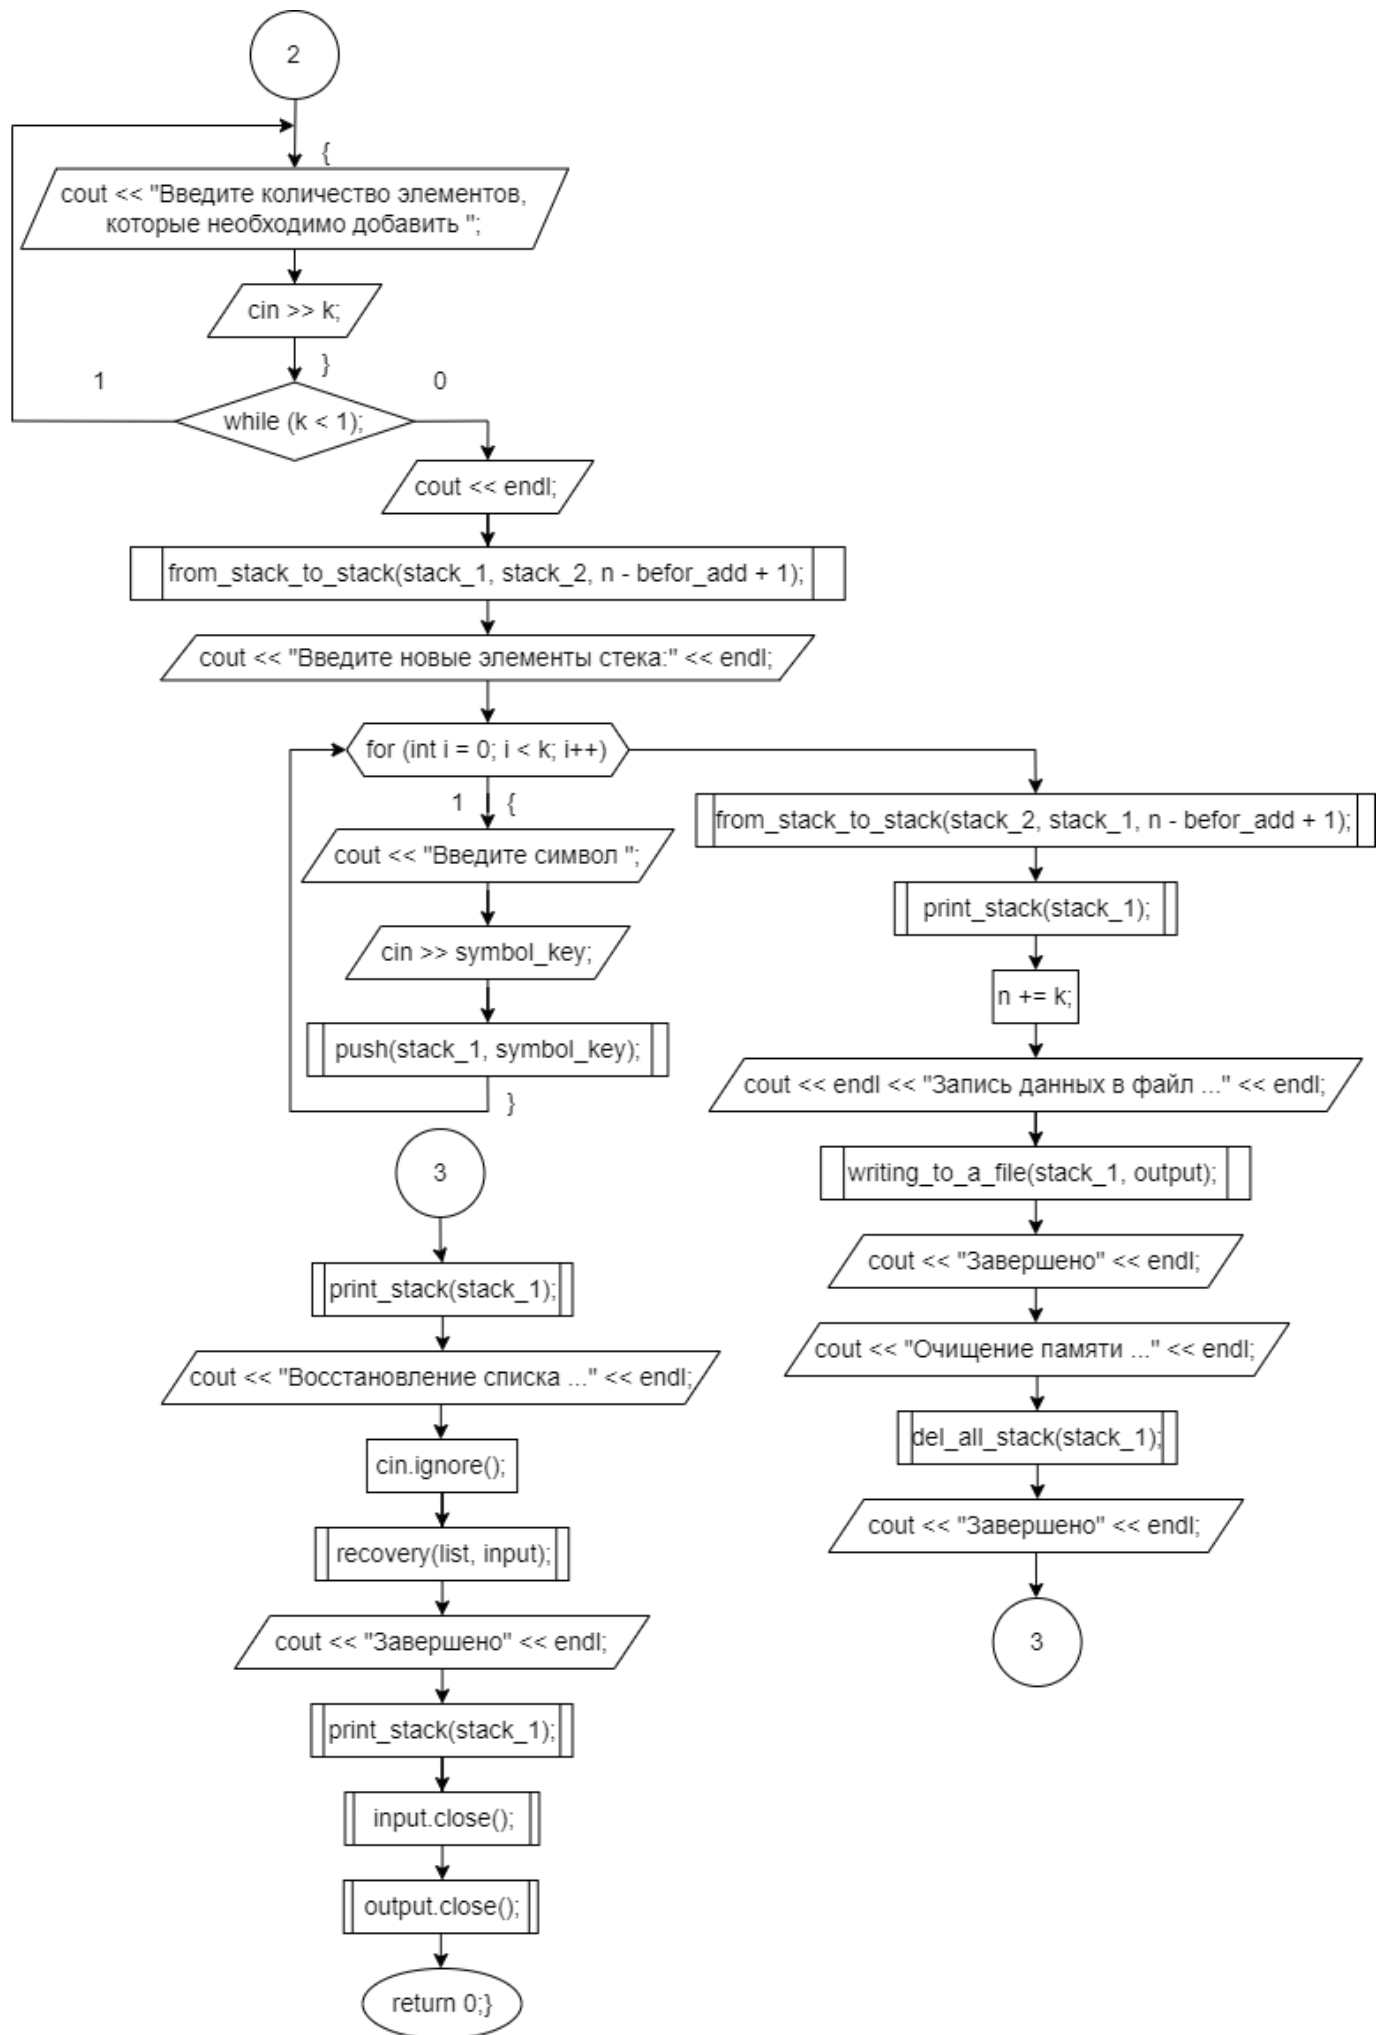 2
{
cout << "Введите количество элементов,
которые необходимо добавить ";
cin >> k;
}
1
0
while (k < 1);
cout << endl;
from_stack_to_stack(stack_1, stack_2, n - befor_add + 1);
cout << "Введите новые элементы стека:" << endl;
for (int i = 0; i < k; i++)
1
{
cout << "Введите символ ";
cin >> symbol_key;
push(stack_1, symbol_key);
}
from_stack_to_stack(stack_2, stack_1, n - befor_add + 1);
print_stack(stack_1);
n += k;
cout << endl << "Запись данных в файл ..." << endl;
writing_to_a_file(stack_1, output);
cout << "Завершено" << endl;
cout << "Очищение памяти ..." << endl;
del_all_stack(stack_1);
cout << "Завершено" << endl;
3
3
print_stack(stack_1);
cout << "Восстановление списка ..." << endl;
cin.ignore();
recovery(list, input);
cout << "Завершено" << endl;
print_stack(stack_1);
input.close();
output.close();
return 0;}